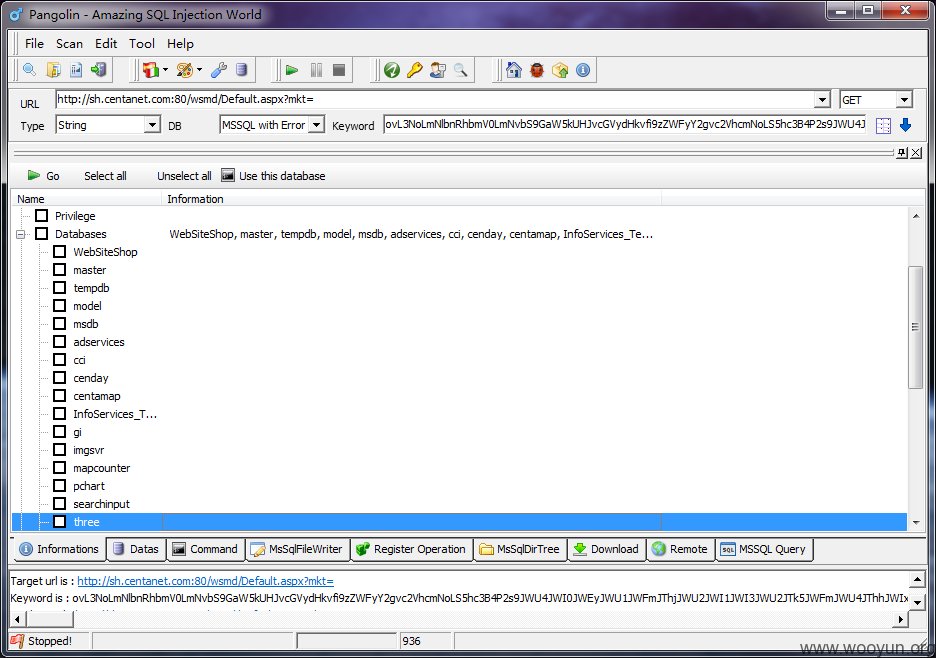 Pangolin - Amazing SQL Injection World
File Scan Edit Tool Help
URL http://sh.centanet.com:80/wsmd/Default.aspx?mkt= GET
Type String DB MSSQL with Error Keyword
Go Select all Unselect all Use this database
Name Information
Privilege
Databases WebSiteShop, master, tempdb, model, msdb, adservices, cci, cenday, centamap, InfoServices_Te...
WebSiteShop
master
tempdb
model
msdb
adservices
cci
cenday
centamap
InfoServices_T...
gi
imgsvr
mapcounter
pchart
searchinput
three
Informations Datas Command MsSqlFileWriter Register Operation MsSqlDirTree Download Remote MSSQL Query
Target url is : http://sh.centanet.com:80/wsmd/Default.aspx?mkt=
Keyword is :
Stopped! 936
www.wooyun.org